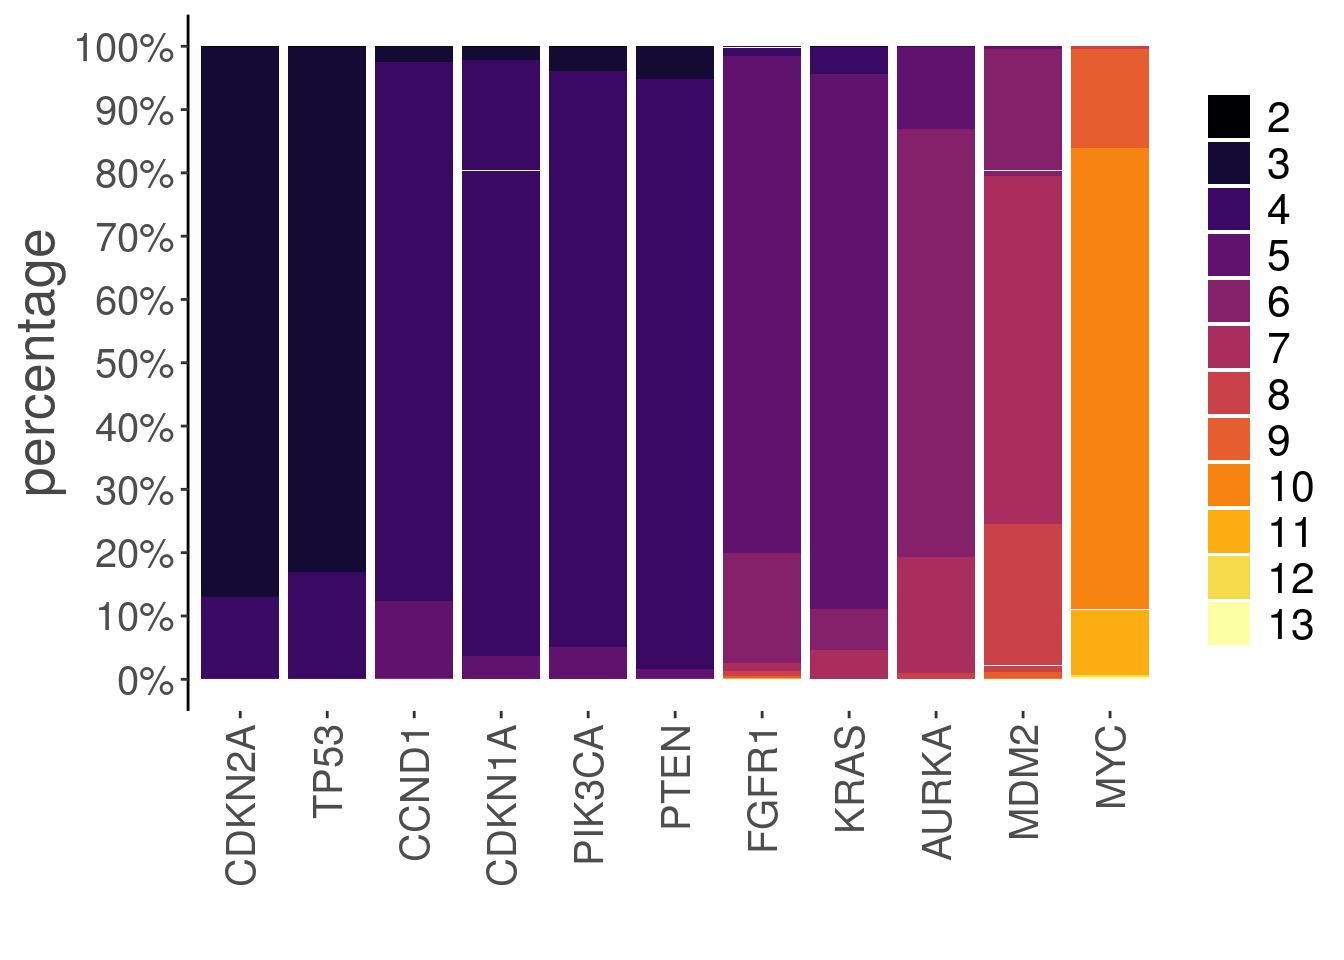 percentage
100%
90%
80%
70%
60%
50%
40%
30%
20%
10%
0%
CDKN2A
TP53
CCND1
CDKN1A
PIK3CA
PTEN
FGFR1
KRAS
AURKA
MDM2
MYC
2
3
4
5
6
7
8
9
10
11
12
13